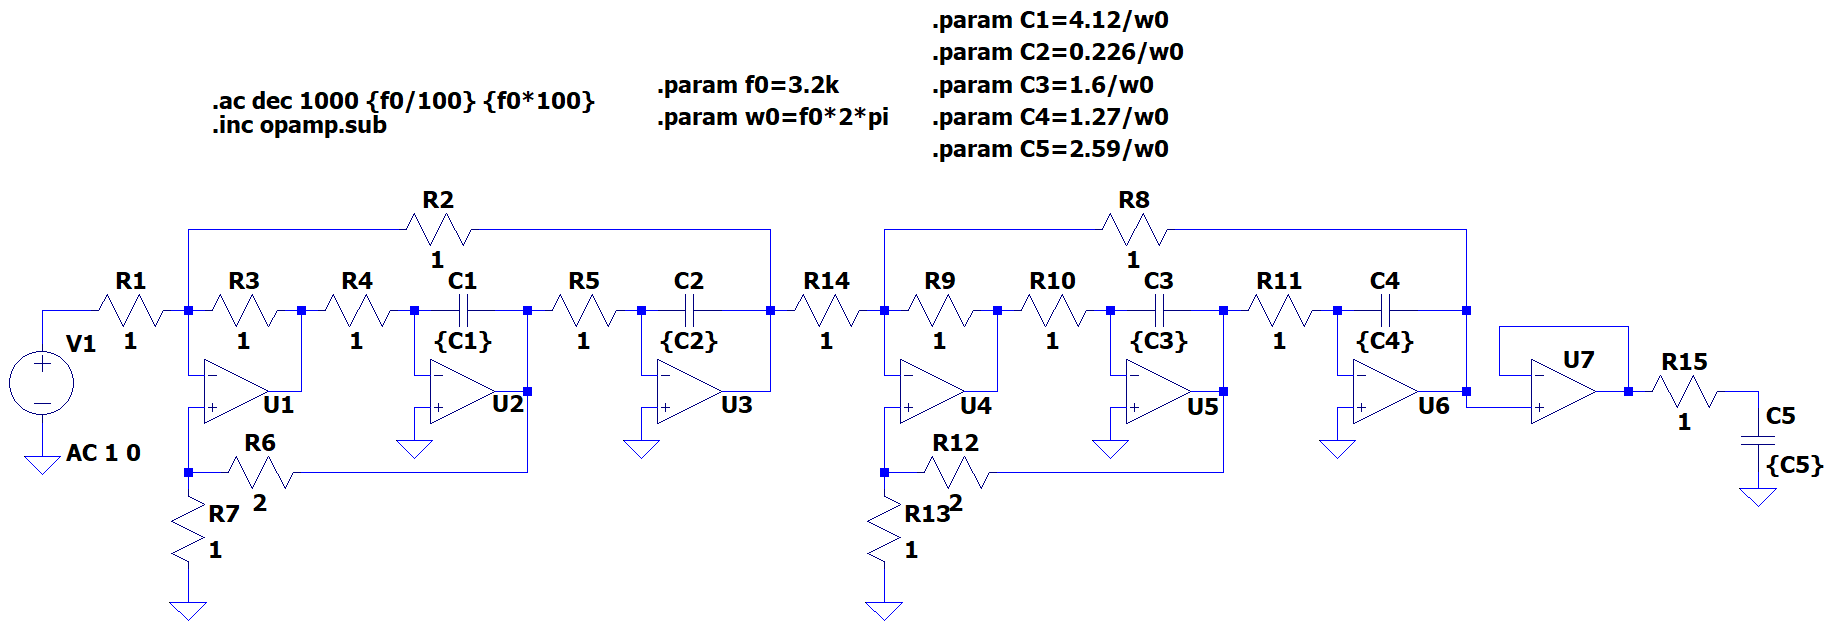 .param C1=4.12/w0
.param C2=0.226/w0
.param f0=3.2k
.param C3=1.6/w0
.ac dec 1000 {f0/100} {f0*100}
.inc opamp.sub
.param w0=f0*2*pi
.param C4=1.27/w0
.param C5=2.59/w0
R2
1
R8
1
R1
1
R3
1
R4
1
C1
{C1}
R5
1
C2
{C2}
R14
1
R9
1
R10
1
C3
{C3}
R11
1
C4
{C4}
V1
AC 1 0
U1
U2
U3
U4
U5
U6
U7
R15
1
C5
{C5}
R6
2
R7
1
R12
2
R13
1